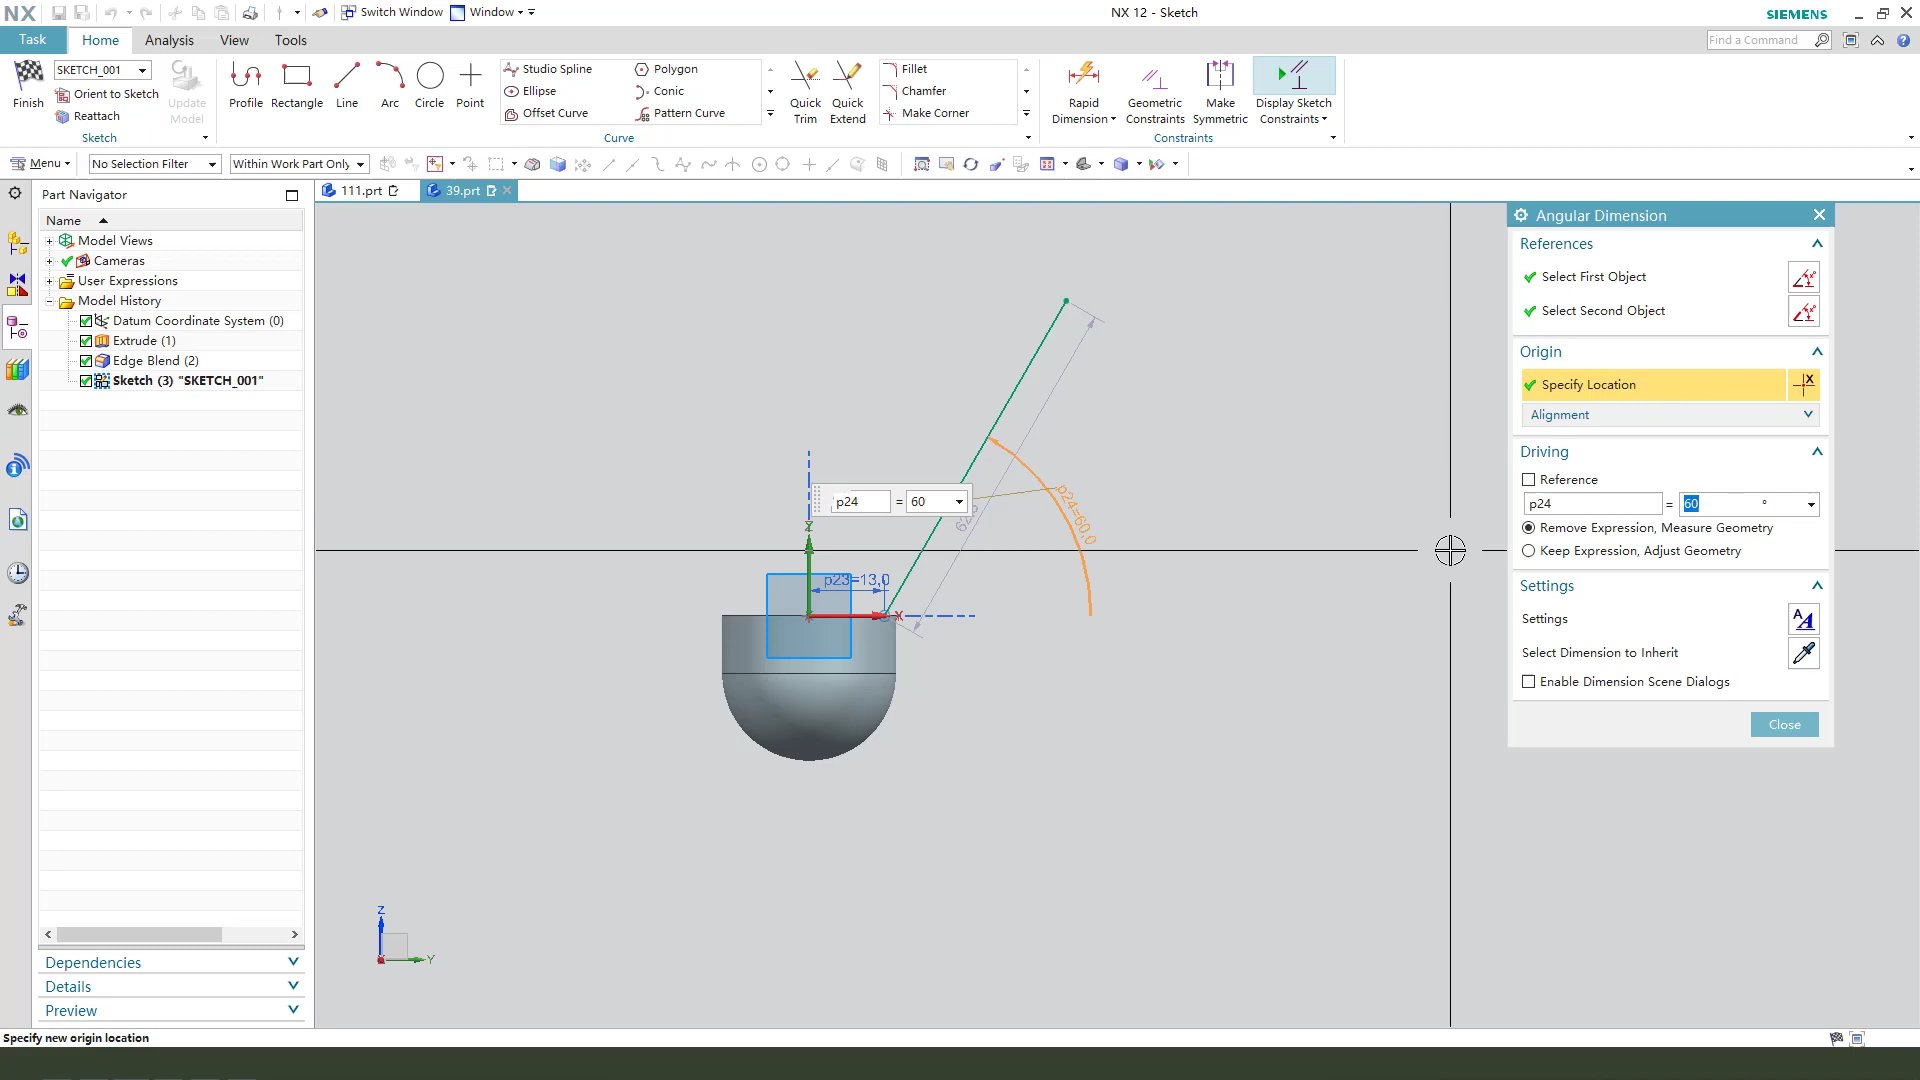 NX
Switch Window
Window
NX 12 - Sketch
SIEMENS
Task
Home
Analysis
View
Tools
Find a Command
Finish
SKETCH_001
Orient to Sketch
Reattach
Update Model
Sketch
Profile
Rectangle
Line
Arc
Circle
Point
Studio Spline
Ellipse
Offset Curve
Polygon
Conic
Pattern Curve
Curve
Quick Trim
Quick Extend
Fillet
Chamfer
Make Corner
Rapid Dimension
Geometric Constraints
Make Symmetric
Display Sketch Constraints
Constraints
Menu
No Selection Filter
Within Work Part Only
Part Navigator
111.prt
39.prt
Name
Model Views
Cameras
User Expressions
Model History
Datum Coordinate System (0)
Extrude (1)
Edge Blend (2)
Sketch (3) "SKETCH_001"
Dependencies
Details
Preview
p24 = 60
p24=60,0
p23=13,0
Z
X
Z
Y
Angular Dimension
References
Select First Object
Select Second Object
Origin
Specify Location
Alignment
Driving
Reference
p24 = 60 °
Remove Expression, Measure Geometry
Keep Expression, Adjust Geometry
Settings
Settings
Select Dimension to Inherit
Enable Dimension Scene Dialogs
Close
Specify new origin location